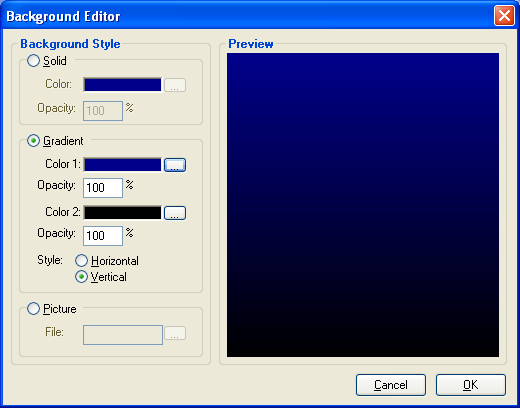 Background Editor
Background Style
Solid
Color:
...
Opacity: 100 %
Gradient
Color 1:
...
Opacity: 100 %
Color 2:
...
Opacity: 100 %
Style: Horizontal
Vertical
Picture
File:
...
Preview
Cancel
OK